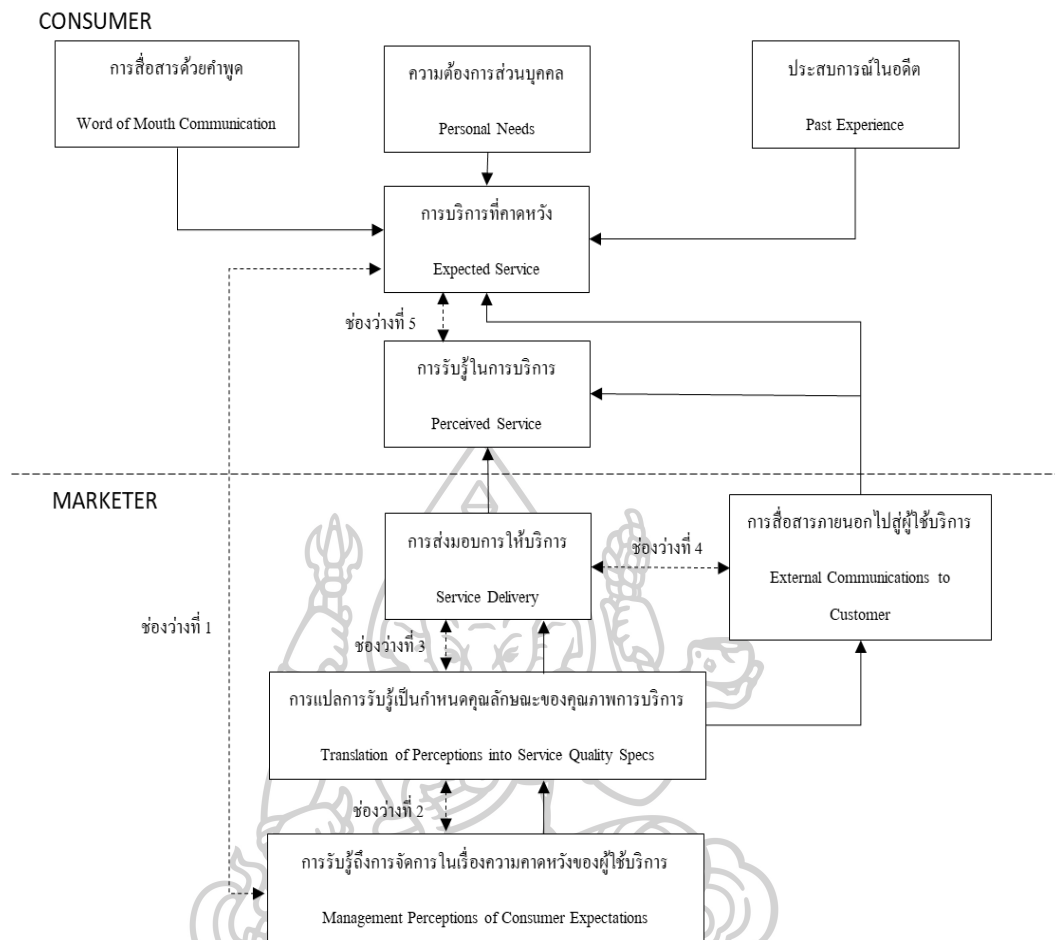 CONSUMER
การสื่อสารด้วยคำพูด
Word of Mouth Communication
ความต้องการส่วนบุคคล
Personal Needs
ประสบการณ์ในอดีต
Past Experience
การบริการที่คาดหวัง
Expected Service
ช่องว่างที่ 5
การรับรู้ในการบริการ
Perceived Service
MARKETER
การส่งมอบการให้บริการ
Service Delivery
ช่องว่างที่ 4
การสื่อสารภายนอกไปสู่ผู้ใช้บริการ
External Communications to
Customer
ช่องว่างที่ 1
ช่องว่างที่ 3
การแปลการรับรู้เป็นกำหนดคุณลักษณะของคุณภาพการบริการ
Translation of Perceptions into Service Quality Specs
ช่องว่างที่ 2
การรับรู้ถึงการจัดการในเรื่องความคาดหวังของผู้ใช้บริการ
Management Perceptions of Consumer Expectations